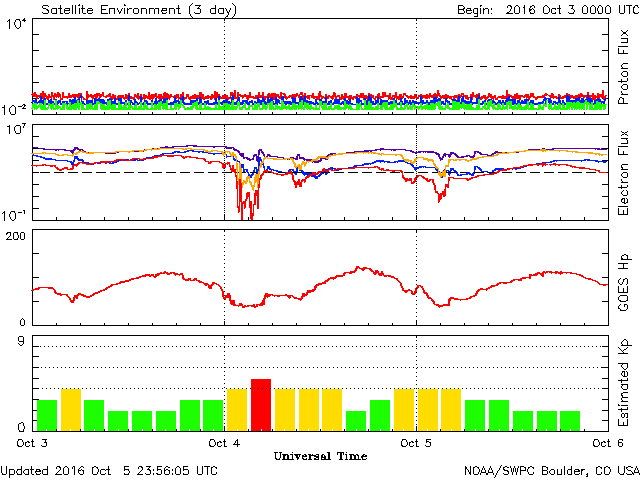 Satellite Environment (3 day)
Begin: 2016 Oct 3 0000 UTC
10^4
10^-2
Proton Flux
10^7
10^-1
Electron Flux
200
0
GOES Hp
9
0
Estimated Kp
Oct 3
Oct 4
Oct 5
Oct 6
Universal Time
Updated 2016 Oct 5 23:56:05 UTC
NOAA/SWPC Boulder, CO USA